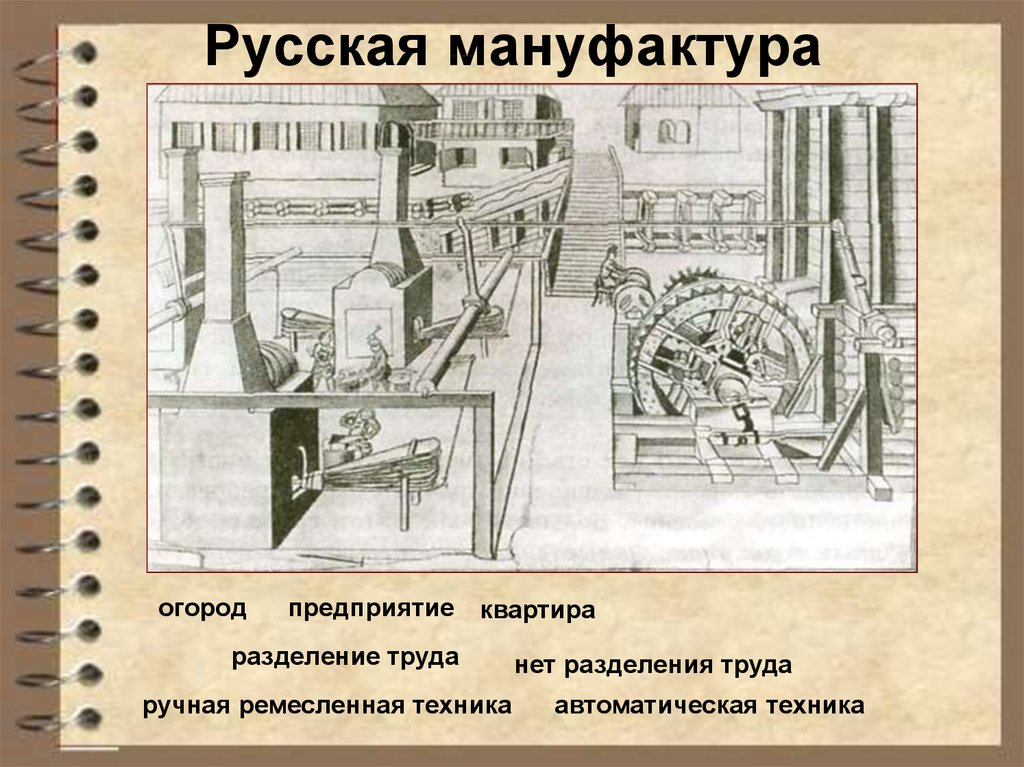 Русская мануфактура
огород предприятие квартира
разделение труда нет разделения труда
ручная ремесленная техника автоматическая техника